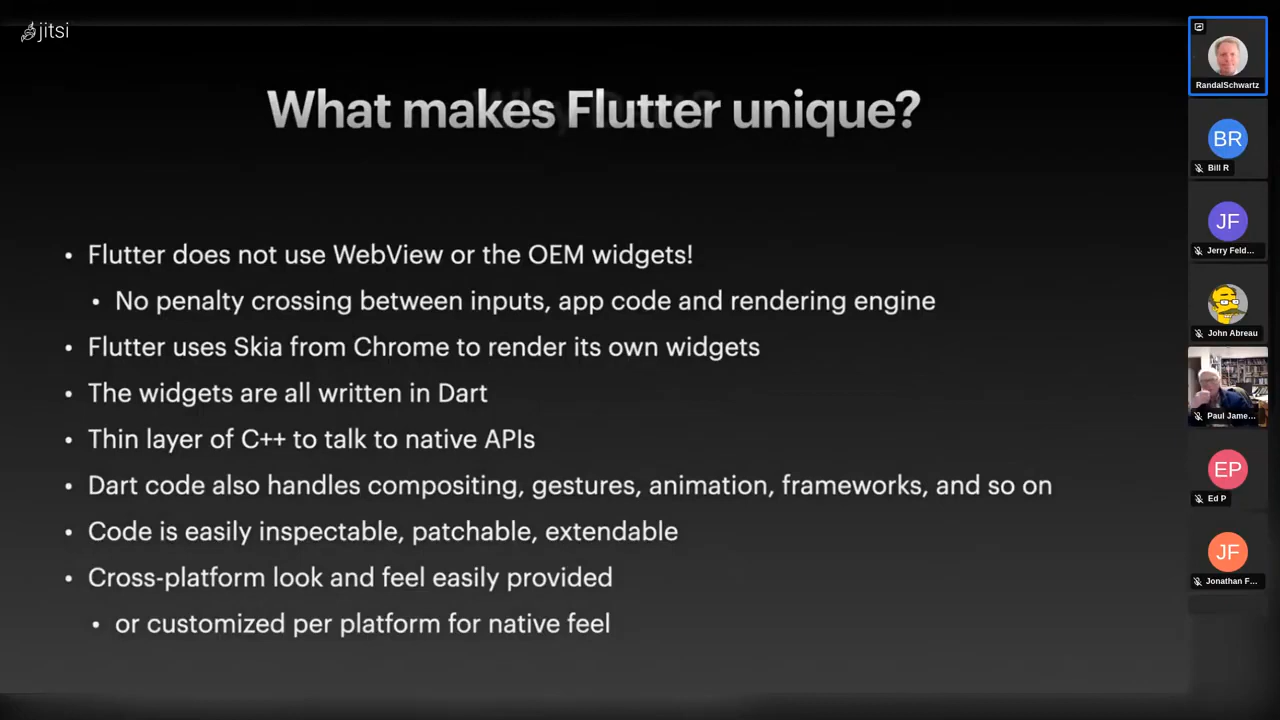 jitsi
What makes Flutter unique?
• Flutter does not use WebView or the OEM widgets!
• No penalty crossing between inputs, app code and rendering engine
• Flutter uses Skia from Chrome to render its own widgets
• The widgets are all written in Dart
• Thin layer of C++ to talk to native APIs
• Dart code also handles compositing, gestures, animation, frameworks, and so on
• Code is easily inspectable, patchable, extendable
• Cross-platform look and feel easily provided
• or customized per platform for native feel
RandalSchwartz
BR
Bill R
JF
Jerry Feld...
John Abreau
Paul Jame...
EP
Ed P
JF
Jonathan F...